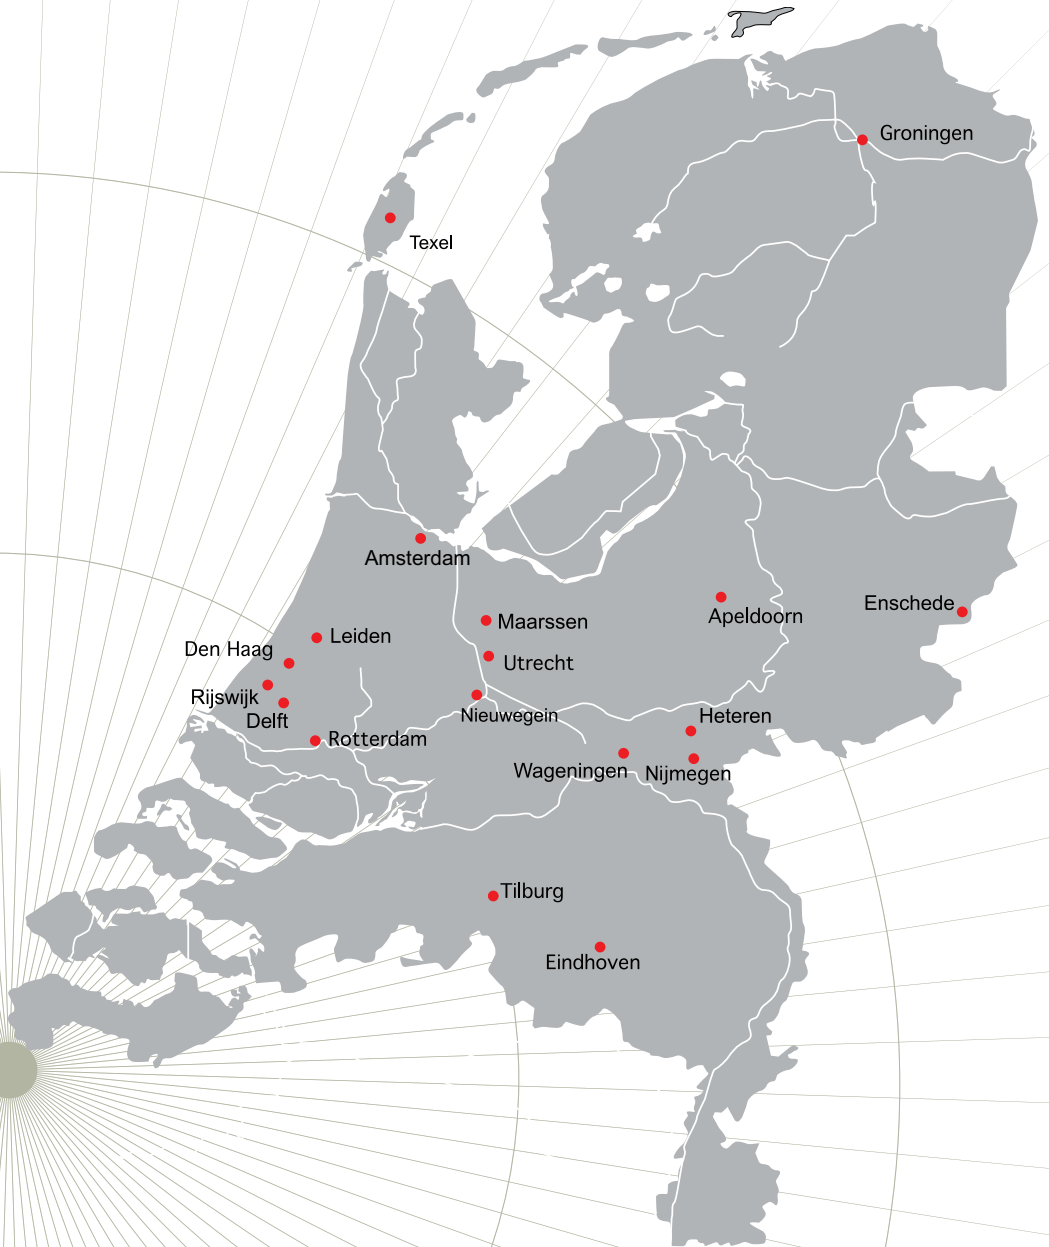 Groningen
Texel
Amsterdam
Enschede
Apeldoorn
Maarssen
Leiden
Den Haag
Utrecht
Rijswijk
Delft
Nieuwegein
Heteren
Rotterdam
Wageningen
Nijmegen
Tilburg
Eindhoven